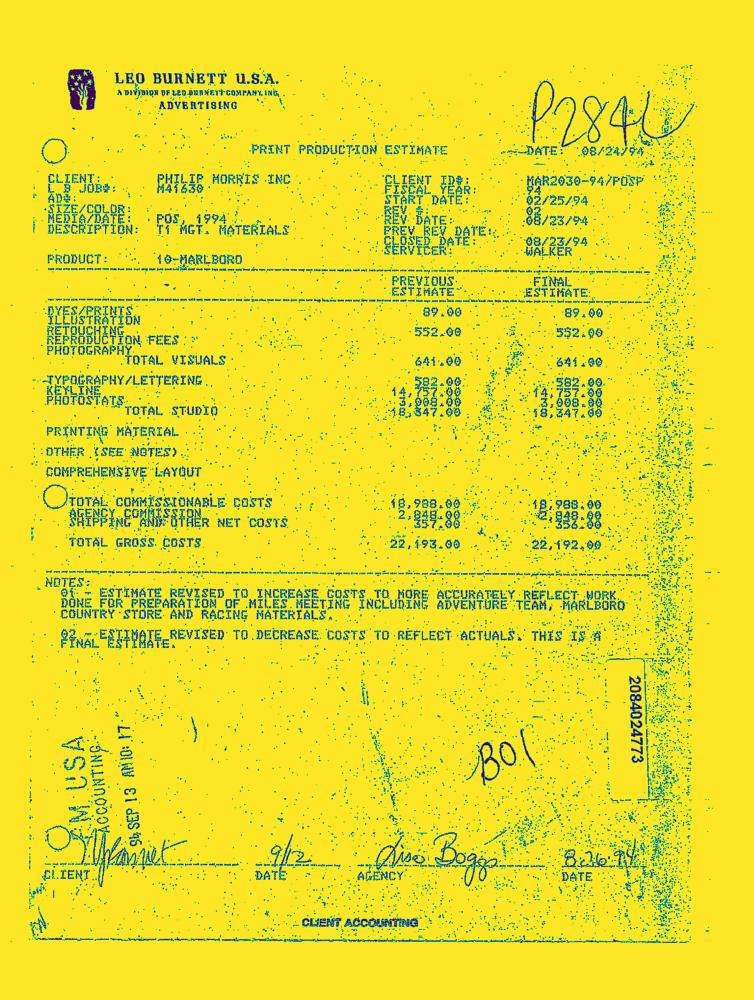 LEO BURNETT U.S.A.
A DIVISION OF LEO BURNETT COMPANY, INC.
ADVERTISING
P284L
PRINT PRODUCTION ESTIMATE DATE: 08/24/94
CLIENT: PHILIP MORRIS INC CLIENT ID#: MAR2030-94/POSP
L B JOB#: M41630 FISCAL YEAR: 94
AD#: START DATE: 02/25/94
SIZE/COLOR: REV #: 02
MEDIA/DATE: POS, 1994 REV DATE: 08/23/94
DESCRIPTION: T1 MGT. MATERIALS PREV REV DATE:
CLOSED DATE: 08/23/94
SERVICER: WALKER
PRODUCT: 10-MARLBORO
PREVIOUS FINAL
ESTIMATE ESTIMATE
DYES/PRINTS 89.00 89.00
ILLUSTRATION
RETOUCHING 552.00 552.00
REPRODUCTION FEES
PHOTOGRAPHY
TOTAL VISUALS 641.00 641.00
TYPOGRAPHY/LETTERING 582.00 582.00
KEYLINE 14,757.00 14,757.00
PHOTOSTATS 3,008.00 3,008.00
TOTAL STUDIO 18,347.00 18,347.00
PRINTING MATERIAL
OTHER (SEE NOTES)
COMPREHENSIVE LAYOUT
TOTAL COMMISSIONABLE COSTS 18,988.00 18,988.00
AGENCY COMMISSION 2,848.00 2,848.00
SHIPPING AND OTHER NET COSTS 357.00 356.00
TOTAL GROSS COSTS 22,193.00 22,192.00
NOTES:
01 - ESTIMATE REVISED TO INCREASE COSTS TO MORE ACCURATELY REFLECT WORK
DONE FOR PREPARATION OF MILES MEETING INCLUDING ADVENTURE TEAM, MARLBORO
COUNTRY STORE AND RACING MATERIALS.
02 - ESTIMATE REVISED TO DECREASE COSTS TO REFLECT ACTUALS. THIS IS A
FINAL ESTIMATE.
2084024773
USA
ACCOUNTING
94 SEP 13 AM 10:17
B01
9/12 Lisa Boggs 8.26.94
CLIENT DATE AGENCY DATE
CLIENT ACCOUNTING